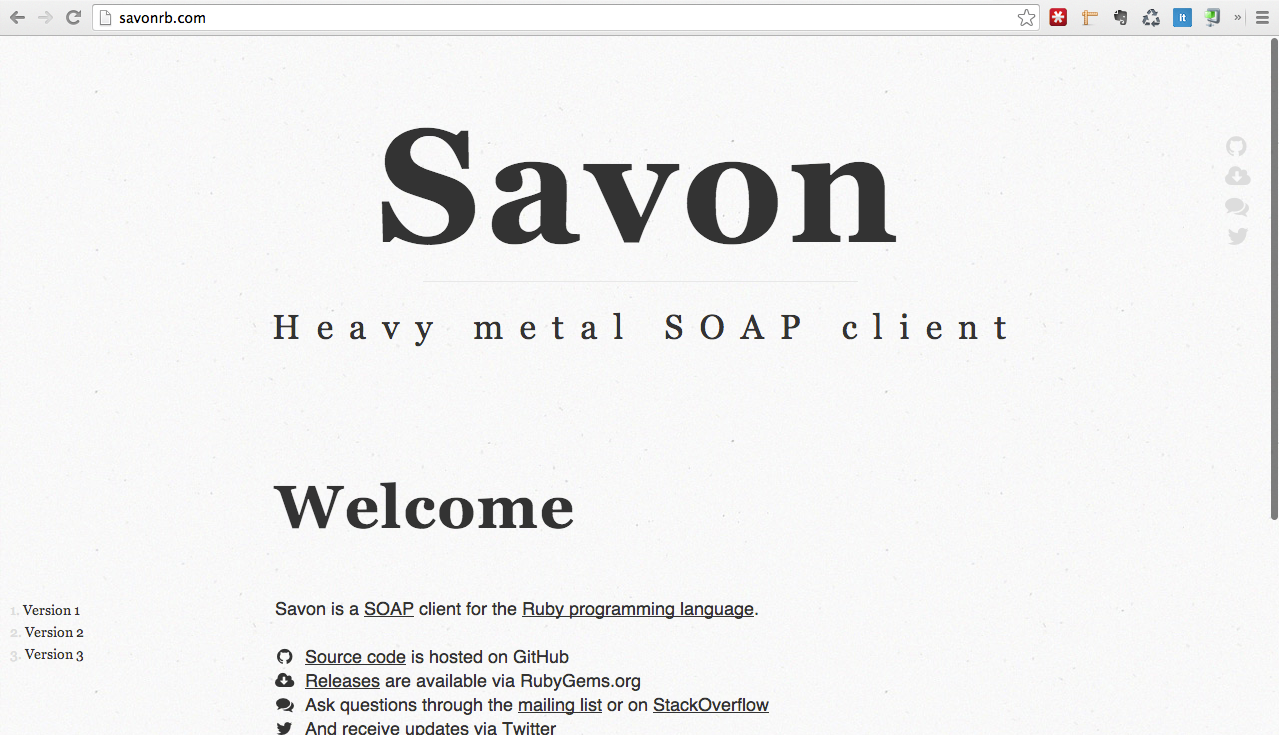 savonrb.com
It
»
Savon
Heavy metal SOAP client
Welcome
Savon is a SOAP client for the Ruby programming language.
1. Version 1
2. Version 2
3. Version 3
Source code is hosted on GitHub
Releases are available via RubyGems.org
Ask questions through the mailing list or on StackOverflow
And receive updates via Twitter